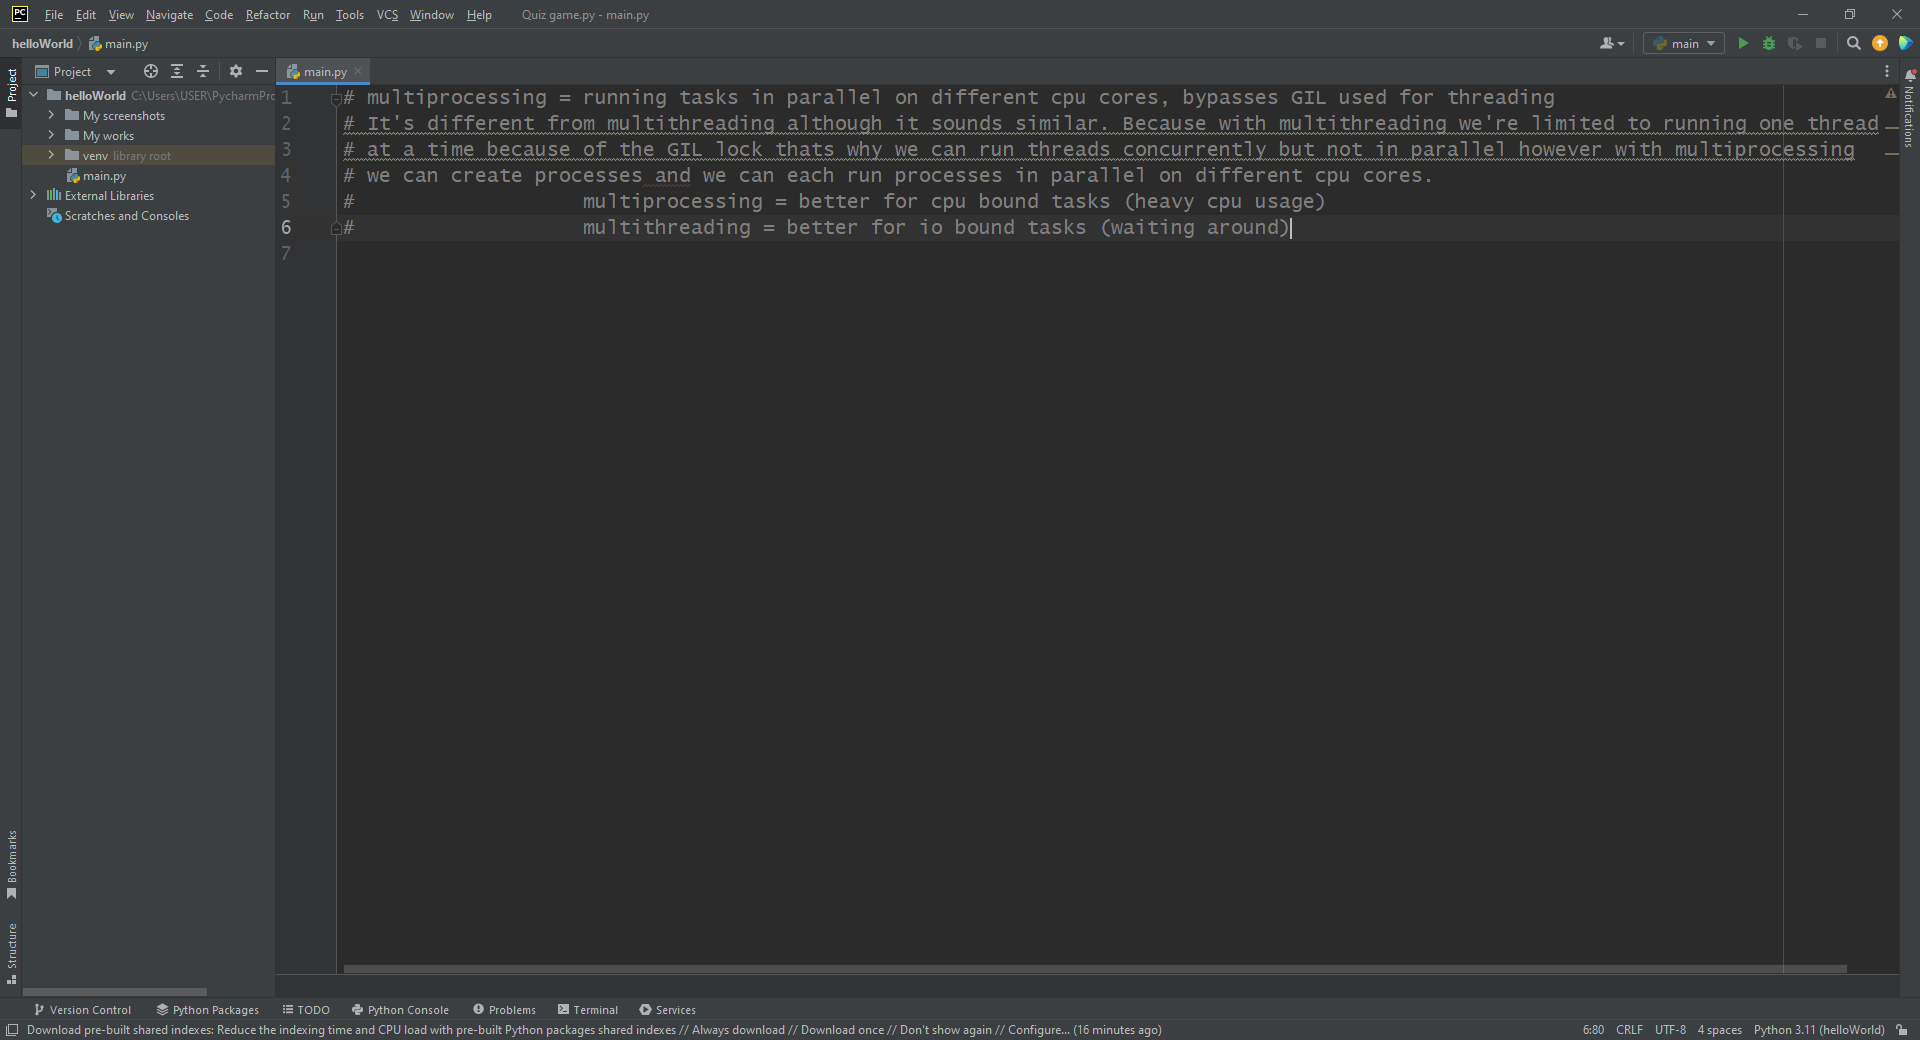 PC File Edit View Navigate Code Refactor Run Tools VCS Window Help Quiz game.py - main.py
helloWorld main.py main
Project
Project main.py
Notifications
helloWorld C:\Users\USER\PycharmPro
My screenshots
My works
venv library root
main.py
External Libraries
Scratches and Consoles
1 # multiprocessing = running tasks in parallel on different cpu cores, bypasses GIL used for threading
2 # It's different from multithreading although it sounds similar. Because with multithreading we're limited to running one thread
3 # at a time because of the GIL lock thats why we can run threads concurrently but not in parallel however with multiprocessing
4 # we can create processes and we can each run processes in parallel on different cpu cores.
5 # multiprocessing = better for cpu bound tasks (heavy cpu usage)
6 # multithreading = better for io bound tasks (waiting around)
7
Bookmarks
Structure
Version Control Python Packages TODO Python Console Problems Terminal Services
Download pre-built shared indexes: Reduce the indexing time and CPU load with pre-built Python packages shared indexes // Always download // Download once // Don't show again // Configure... (16 minutes ago) 6:80 CRLF UTF-8 4 spaces Python 3.11 (helloWorld)